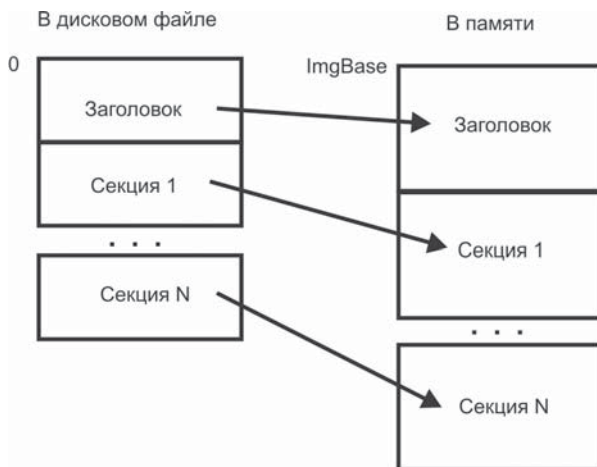 В дисковом файле
В памяти
0
ImgBase
Заголовок
Заголовок
Секция 1
Секция 1
. . .
. . .
Секция N
Секция N